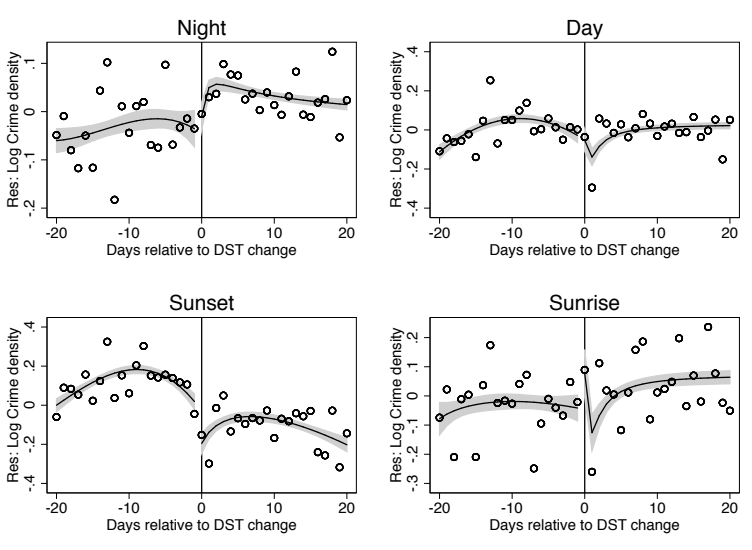 Night
Res: Log Crime density
.1
0
-.1
-.2
-20 -10 0 10 20
Days relative to DST change
Day
Res: Log Crime density
.4
.2
0
-.2
-.4
-20 -10 0 10 20
Days relative to DST change
Sunset
Res: Log Crime density
.4
.2
0
-.2
-.4
-20 -10 0 10 20
Days relative to DST change
Sunrise
Res: Log Crime density
.2
.1
0
-.1
-.2
-.3
-20 -10 0 10 20
Days relative to DST change